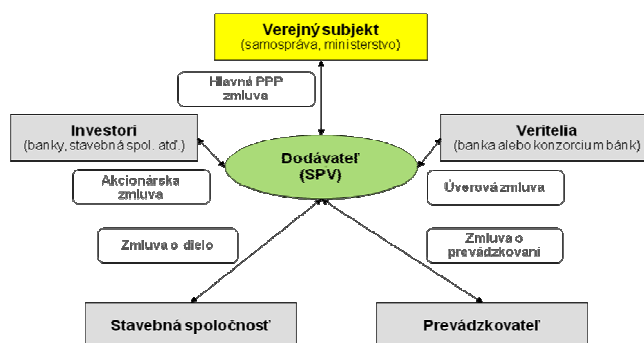 Verejný subjekt
(samospráva, ministerstvo)
Hlavná PPP
zmluva
Investori
(banky, stavebná spol. atď.)
Veritelia
(banka alebo konzorcium bánk)
Dodávateľ
(SPV)
Akcionárska
zmluva
Úverová zmluva
Zmluva o dielo
Zmluva o
prevádzkovaní
Stavebná spoločnosť
Prevádzkovateľ